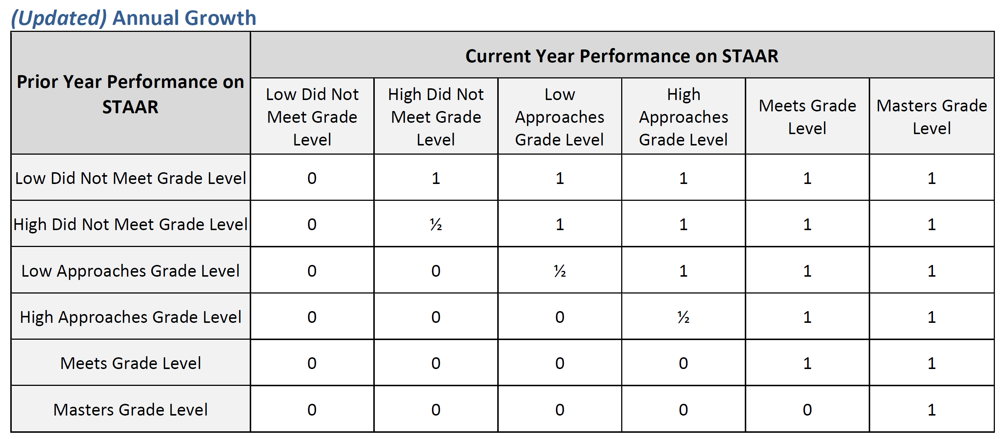 (Updated) Annual Growth
Prior Year Performance on
STAAR
Current Year Performance on STAAR
Low Did Not
Meet Grade
Level
High Did Not
Meet Grade
Level
Low
Approaches
Grade Level
High
Approaches
Grade Level
Meets Grade
Level
Masters Grade
Level
Low Did Not Meet Grade Level 0 1 1 1 1 1
High Did Not Meet Grade Level 0 ½ 1 1 1 1
Low Approaches Grade Level 0 0 ½ 1 1 1
High Approaches Grade Level 0 0 0 ½ 1 1
Meets Grade Level 0 0 0 0 1 1
Masters Grade Level 0 0 0 0 0 1